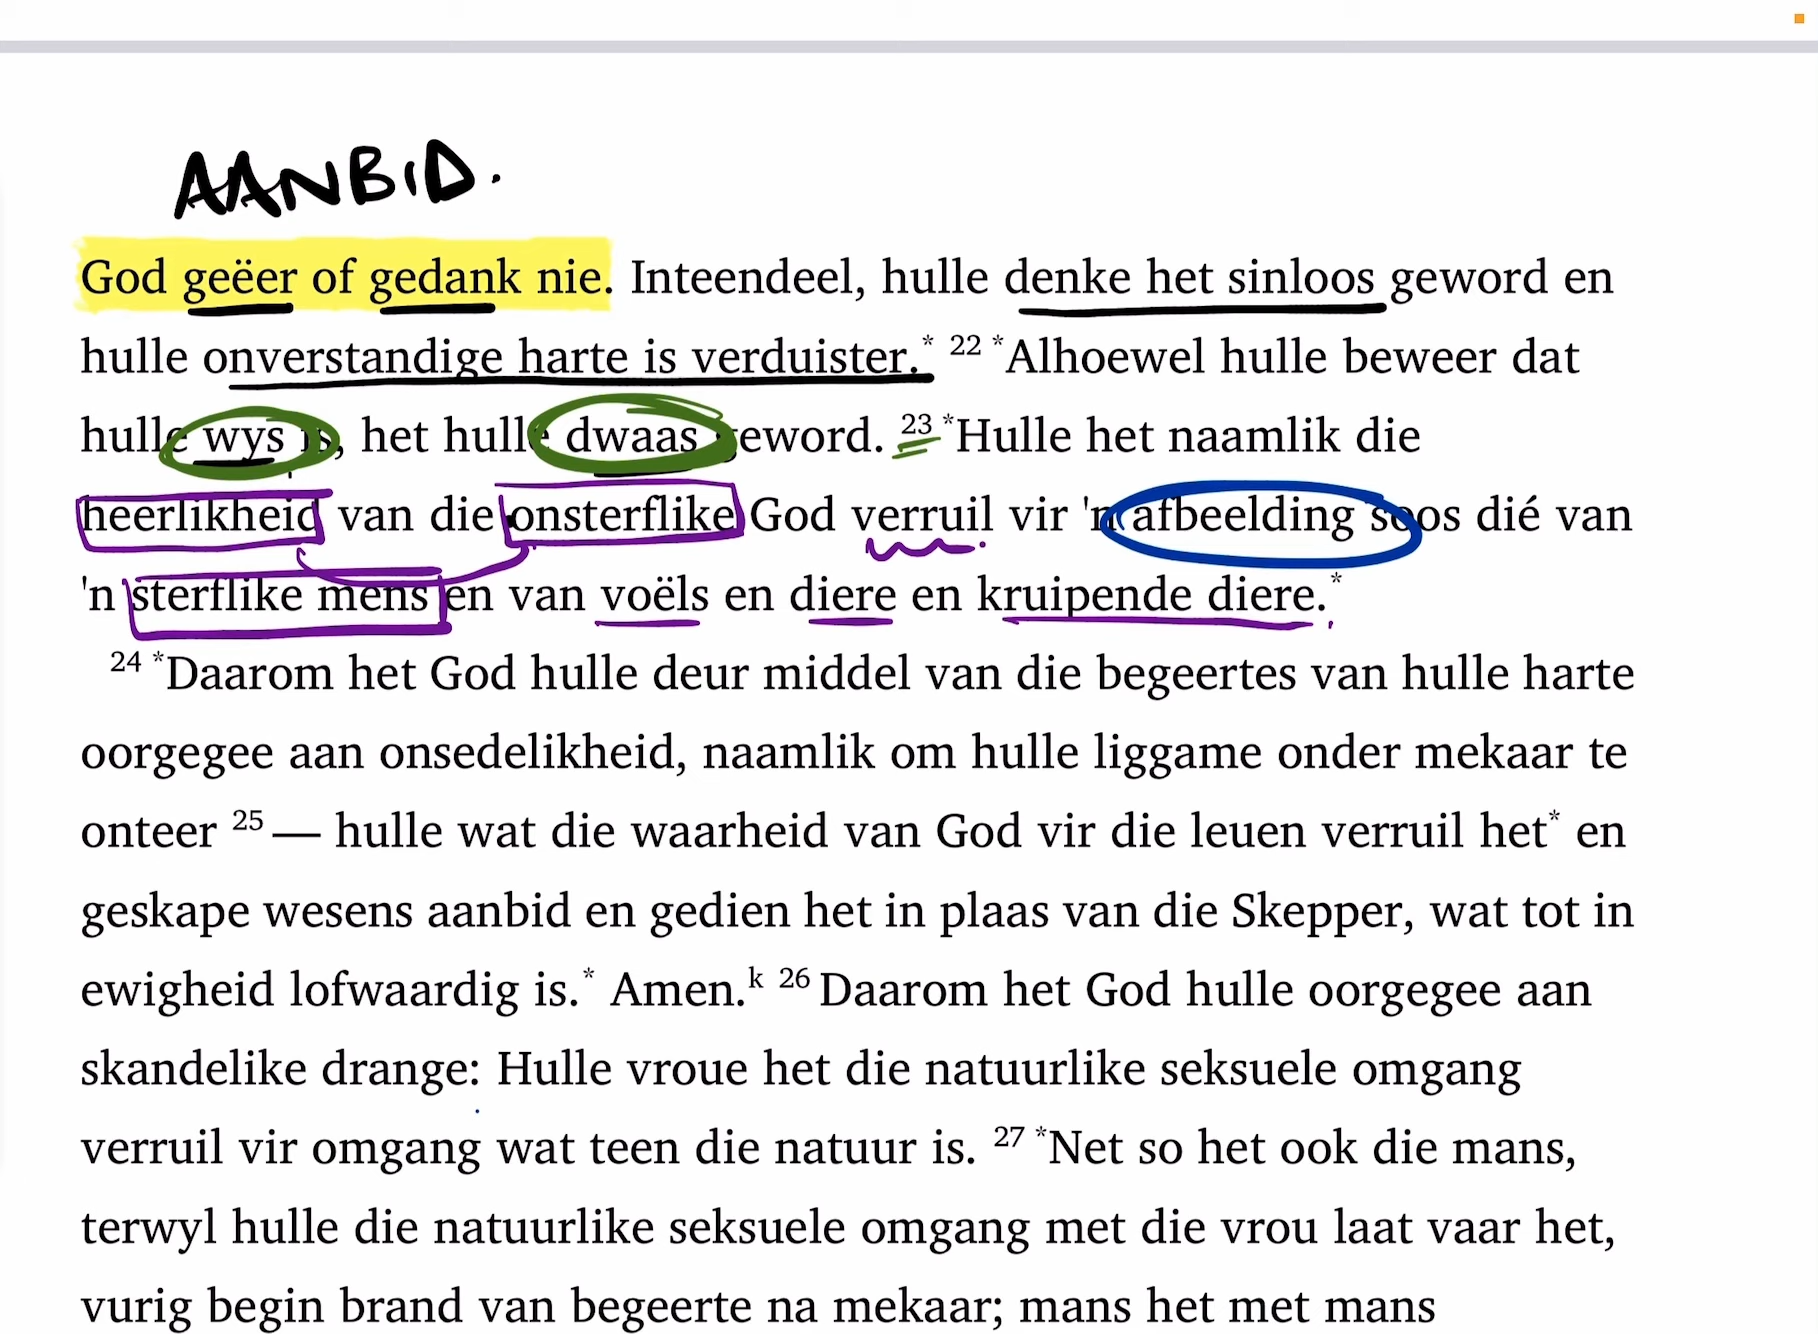 AANBID.
God geëer of gedank nie. Inteendeel, hulle denke het sinloos geword en
hulle onverstandige harte is verduister.* 22 *Alhoewel hulle beweer dat
hulle wys is, het hulle dwaas geword. 23 *Hulle het naamlik die
heerlikheid van die onsterflike God verruil vir 'n afbeelding soos dié van
'n sterflike mens en van voëls en diere en kruipende diere.*
24 *Daarom het God hulle deur middel van die begeertes van hulle harte
oorgegee aan onsedelikheid, naamlik om hulle liggame onder mekaar te
onteer 25 — hulle wat die waarheid van God vir die leuen verruil het* en
geskape wesens aanbid en gedien het in plaas van die Skepper, wat tot in
ewigheid lofwaardig is.* Amen.k 26 Daarom het God hulle oorgegee aan
skandelike drange: Hulle vroue het die natuurlike seksuele omgang
verruil vir omgang wat teen die natuur is. 27 *Net so het ook die mans,
terwyl hulle die natuurlike seksuele omgang met die vrou laat vaar het,
vurig begin brand van begeerte na mekaar; mans het met mans